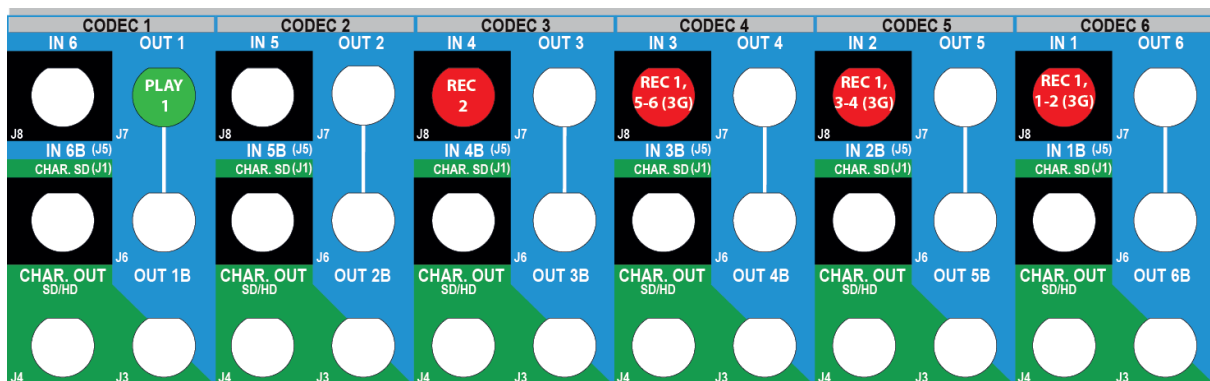 CODEC 1 CODEC 2 CODEC 3 CODEC 4 CODEC 5 CODEC 6
IN 6 OUT 1 IN 5 OUT 2 IN 4 OUT 3 IN 3 OUT 4 IN 2 OUT 5 IN 1 OUT 6
PLAY REC REC 1, REC 1, REC 1,
1 2 5-6 (3G) 3-4 (3G) 1-2 (3G)
J8 J7 J8 J7 J8 J7 J8 J7 J8 J7 J8 J7
IN 6B (J5) IN 5B (J5) IN 4B (J5) IN 3B (J5) IN 2B (J5) IN 1B (J5)
CHAR. SD (J1) CHAR. SD (J1) CHAR. SD (J1) CHAR. SD (J1) CHAR. SD (J1) CHAR. SD (J1)
J6 J6 J6 J6 J6 J6
CHAR. OUT OUT 1B CHAR. OUT OUT 2B CHAR. OUT OUT 3B CHAR. OUT OUT 4B CHAR. OUT OUT 5B CHAR. OUT OUT 6B
SD/HD SD/HD SD/HD SD/HD SD/HD SD/HD
J4 J3 J4 J3 J4 J3 J4 J3 J4 J3 J4 J3